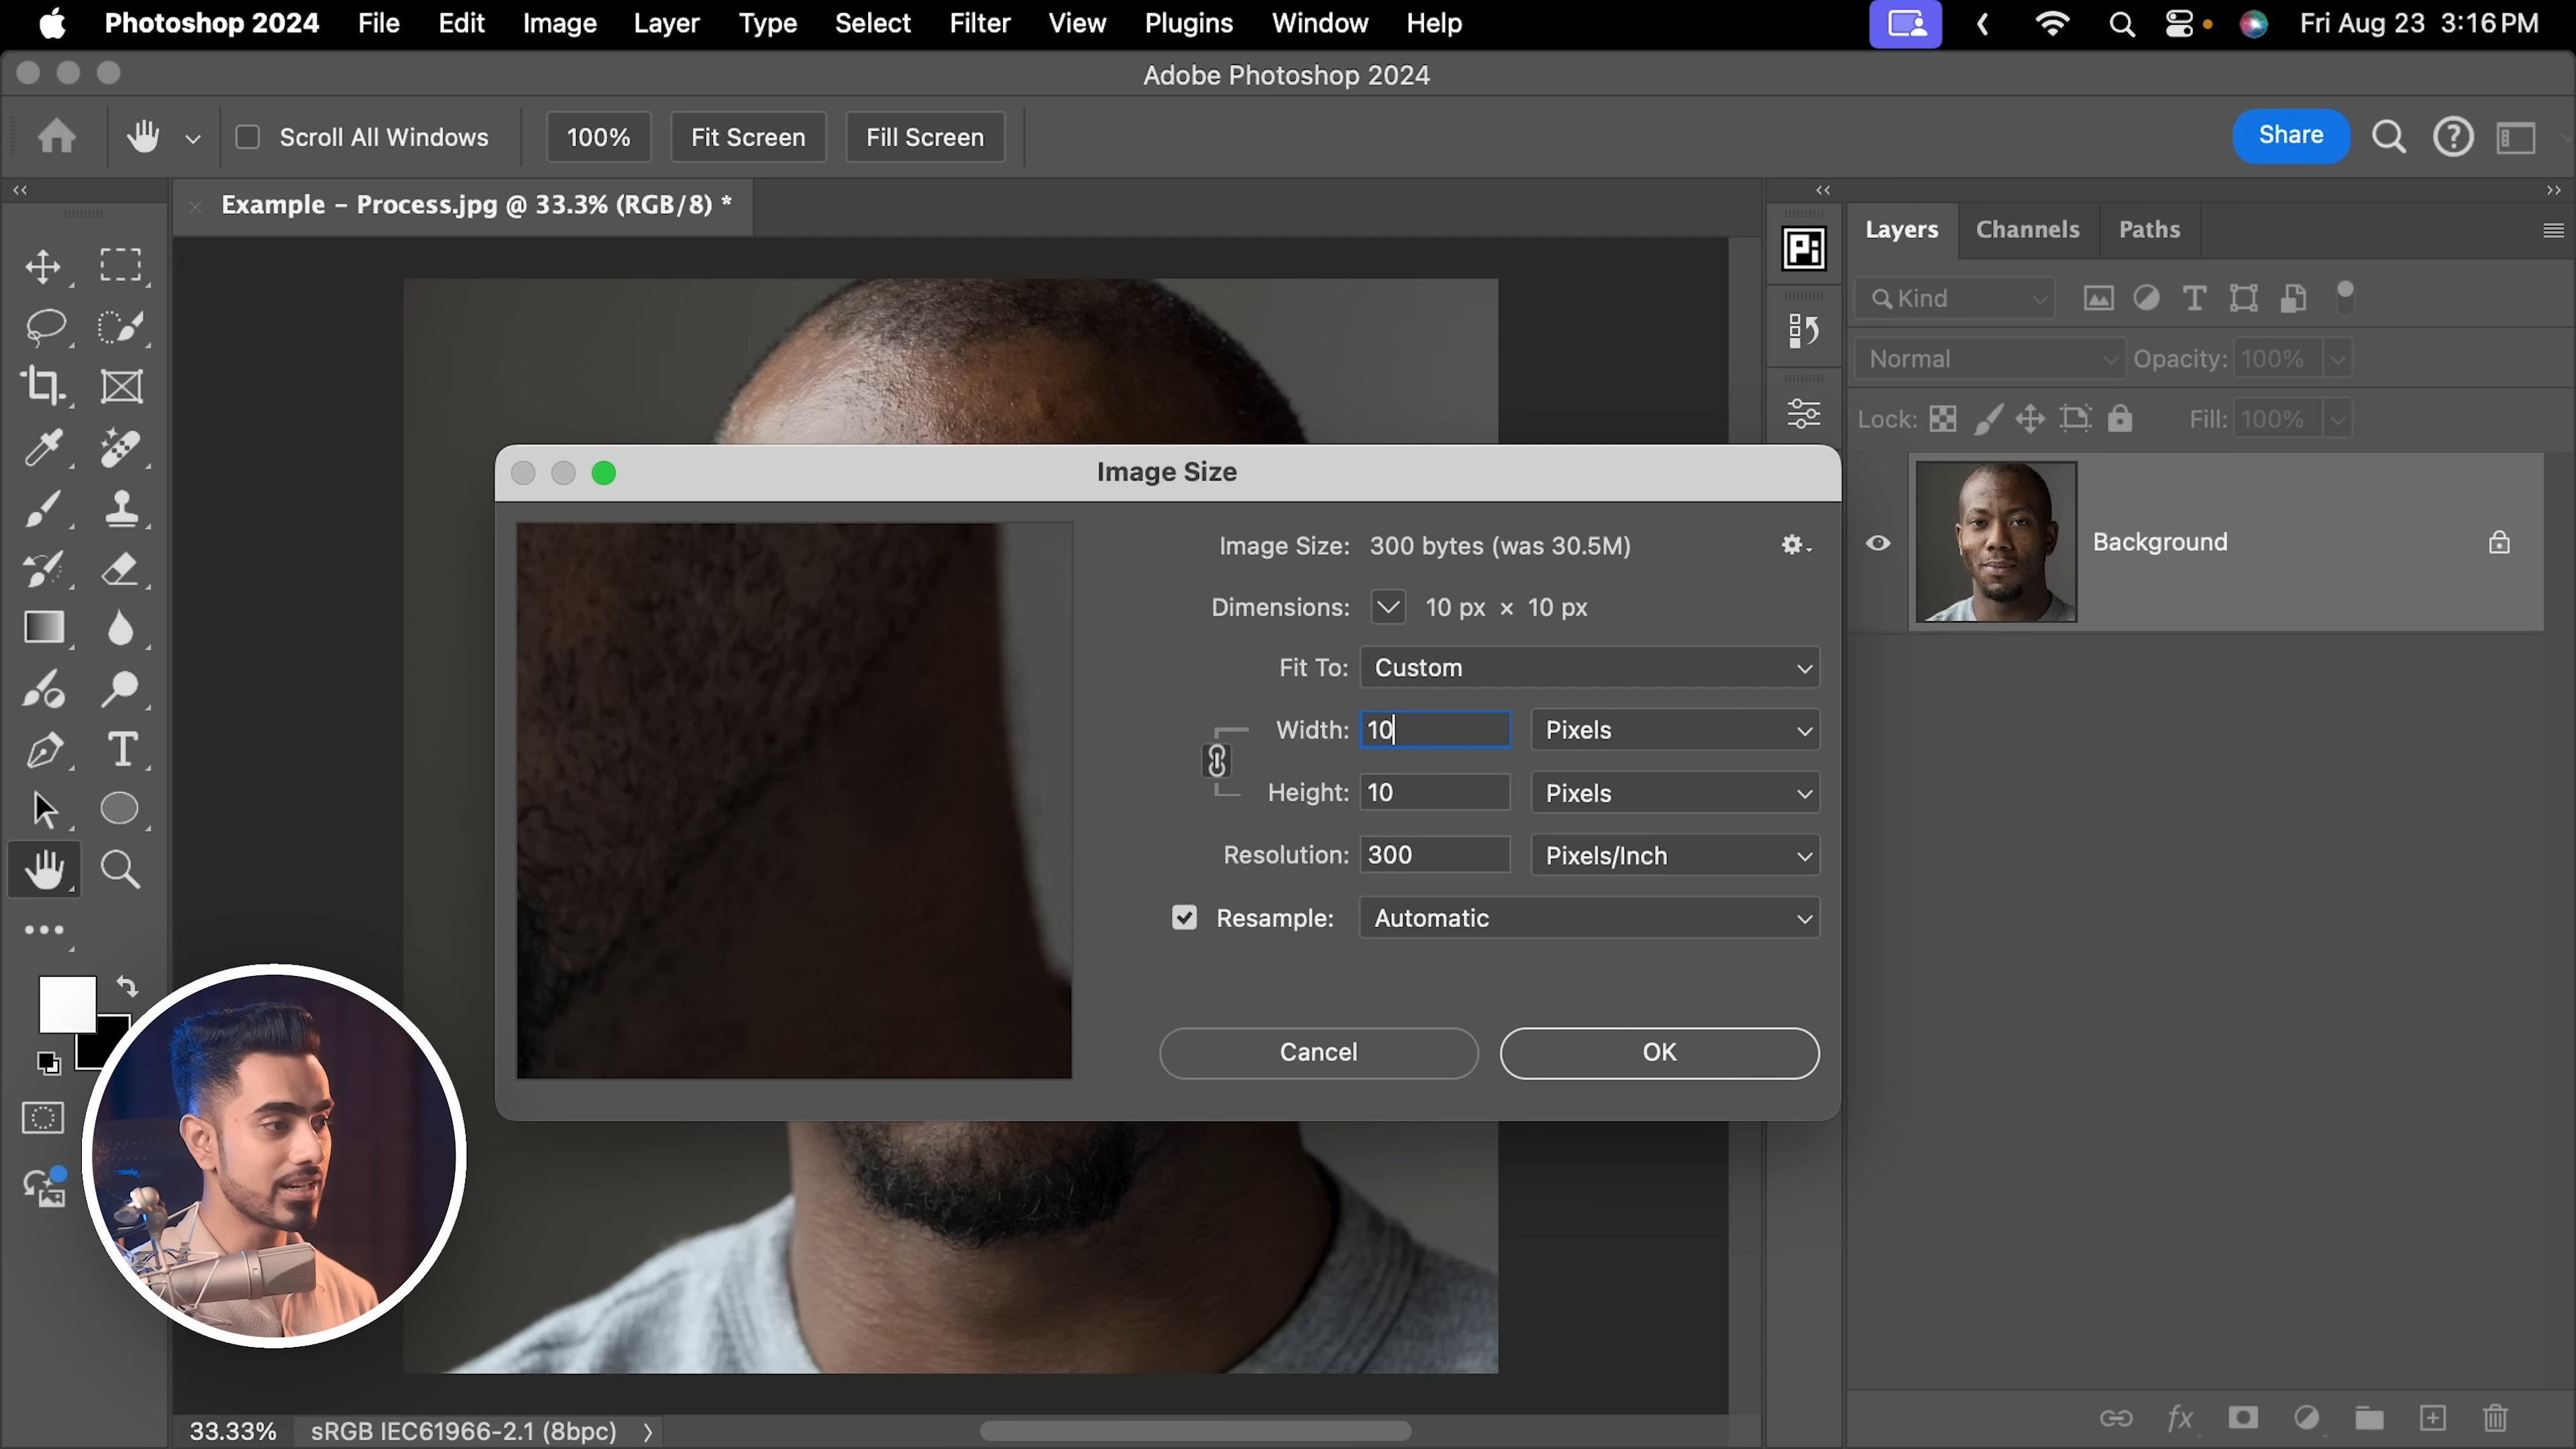 Photoshop 2024 File Edit Image Layer Type Select Filter View Plugins Window Help Fri Aug 23 3:16 PM
Adobe Photoshop 2024
Scroll All Windows 100% Fit Screen Fill Screen Share
Example - Process.jpg @ 33.3% (RGB/8) *
Pi
Layers Channels Paths
Kind
Normal Opacity: 100%
Lock: Fill: 100%
Background
Image Size
Image Size: 300 bytes (was 30.5M)
Dimensions: 10 px × 10 px
Fit To: Custom
Width: 10 Pixels
Height: 10 Pixels
Resolution: 300 Pixels/Inch
Resample: Automatic
Cancel OK
33.33% sRGB IEC61966-2.1 (8bpc)
fx